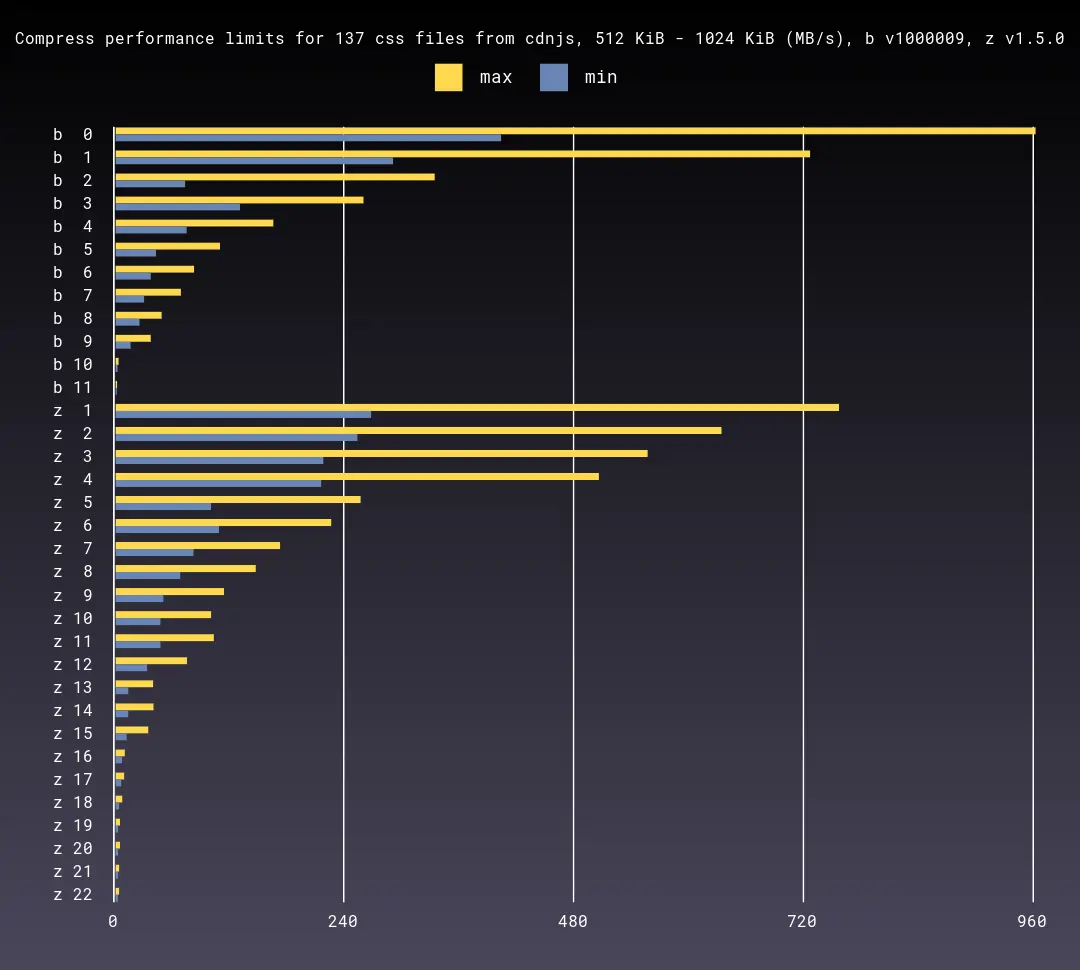 Compress performance limits for 137 css files from cdnjs, 512 KiB - 1024 KiB (MB/s), b v1000009, z v1.5.0
max min
b 0
b 1
b 2
b 3
b 4
b 5
b 6
b 7
b 8
b 9
b 10
b 11
z 1
z 2
z 3
z 4
z 5
z 6
z 7
z 8
z 9
z 10
z 11
z 12
z 13
z 14
z 15
z 16
z 17
z 18
z 19
z 20
z 21
z 22
0 240 480 720 960